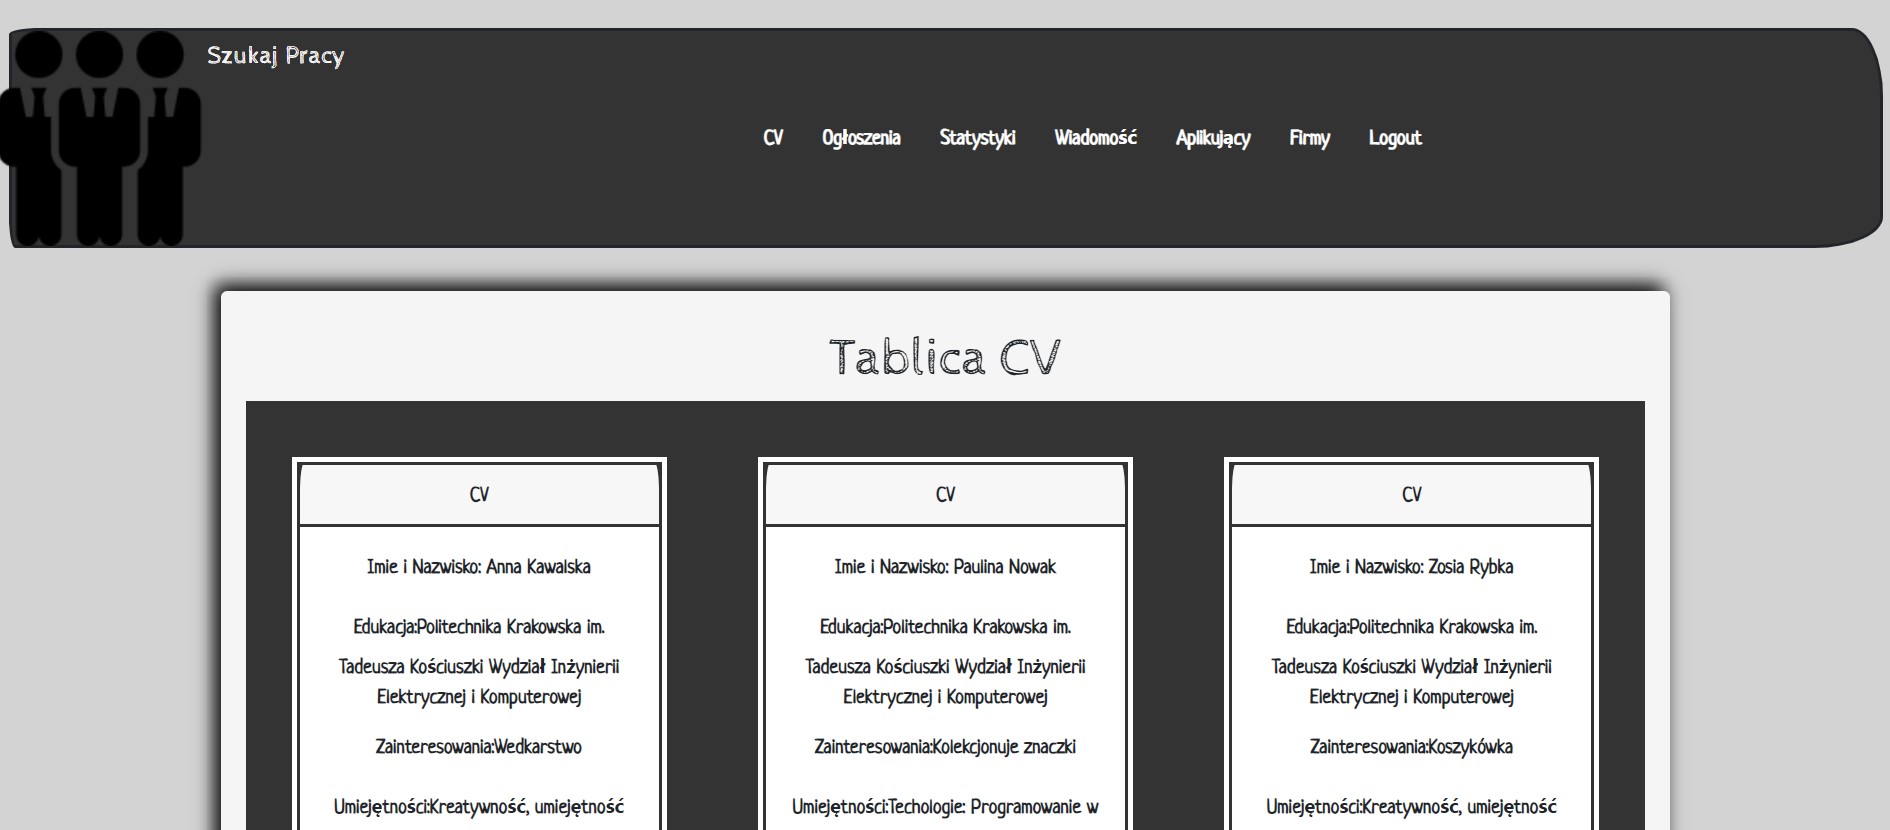 Szukaj Pracy
CV Ogłoszenia Statystyki Wiadomość Aplikujący Firmy Logout
Tablica CV
CV
Imie i Nazwisko: Anna Kawalska
Edukacja:Politechnika Krakowska im.
Tadeusza Kościuszki Wydział Inżynierii
Elektrycznej i Komputerowej
Zainteresowania:Wedkarstwo
Umiejętności:Kreatywność, umiejętność
CV
Imie i Nazwisko: Paulina Nowak
Edukacja:Politechnika Krakowska im.
Tadeusza Kościuszki Wydział Inżynierii
Elektrycznej i Komputerowej
Zainteresowania:Kolekcjonuje znaczki
Umiejętności:Techologie: Programowanie w
CV
Imie i Nazwisko: Zosia Rybka
Edukacja:Politechnika Krakowska im.
Tadeusza Kościuszki Wydział Inżynierii
Elektrycznej i Komputerowej
Zainteresowania:Koszykówka
Umiejętności:Kreatywność, umiejętność